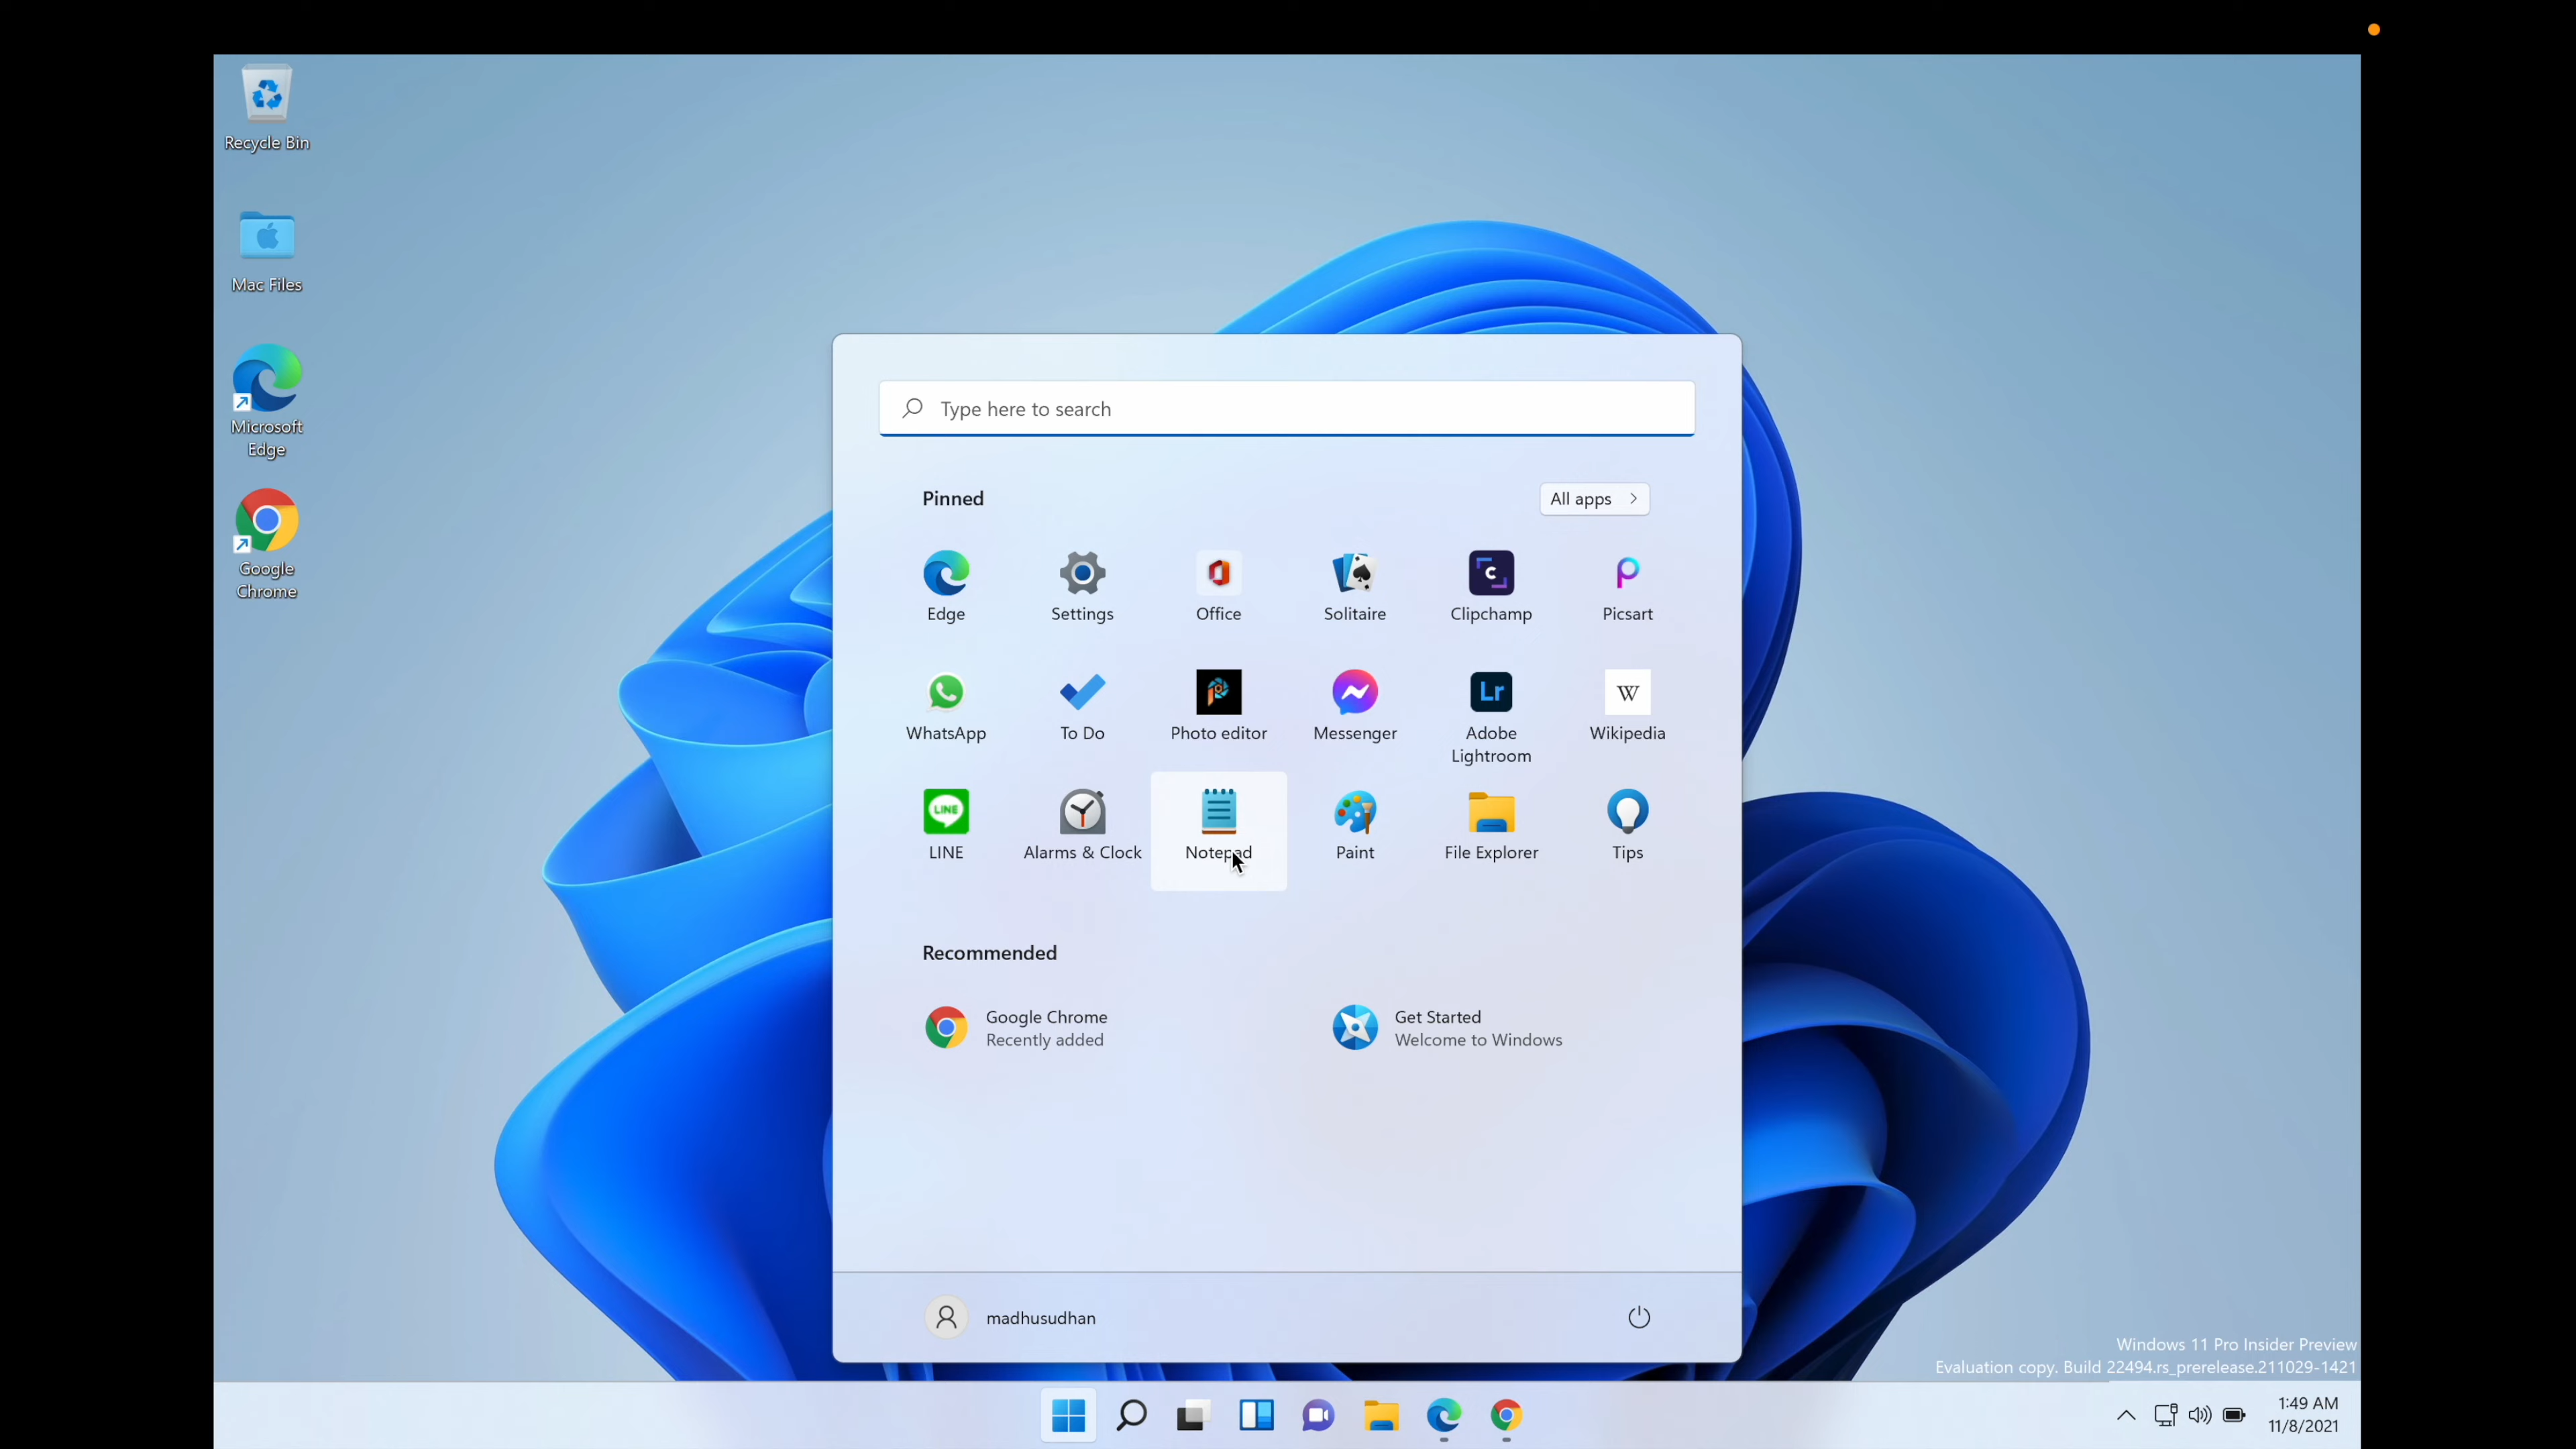 Recycle Bin
Mac Files
Microsoft
Edge
Google
Chrome
Type here to search
Pinned
All apps
Edge
Settings
Office
Solitaire
Clipchamp
Picsart
WhatsApp
To Do
Photo editor
Messenger
Adobe
Lightroom
Wikipedia
Lr
W
LINE
LINE
Alarms & Clock
Notepad
Paint
File Explorer
Tips
Recommended
Google Chrome
Recently added
Get Started
Welcome to Windows
madhusudhan
Windows 11 Pro Insider Preview
Evaluation copy. Build 22494.rs_prerelease.211029-1421
1:49 AM
11/8/2021